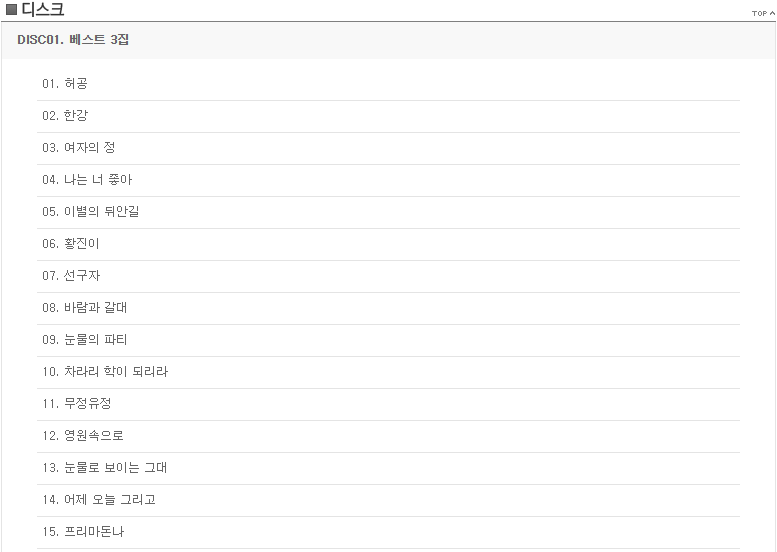 디스크
TOP
DISC01. 베스트 3집
01. 허공
02. 한강
03. 여자의 정
04. 나는 너 좋아
05. 이별의 뒤안길
06. 황진이
07. 선구자
08. 바람과 갈대
09. 눈물의 파티
10. 차라리 학이 되리라
11. 무정유정
12. 영원속으로
13. 눈물로 보이는 그대
14. 어제 오늘 그리고
15. 프리마돈나